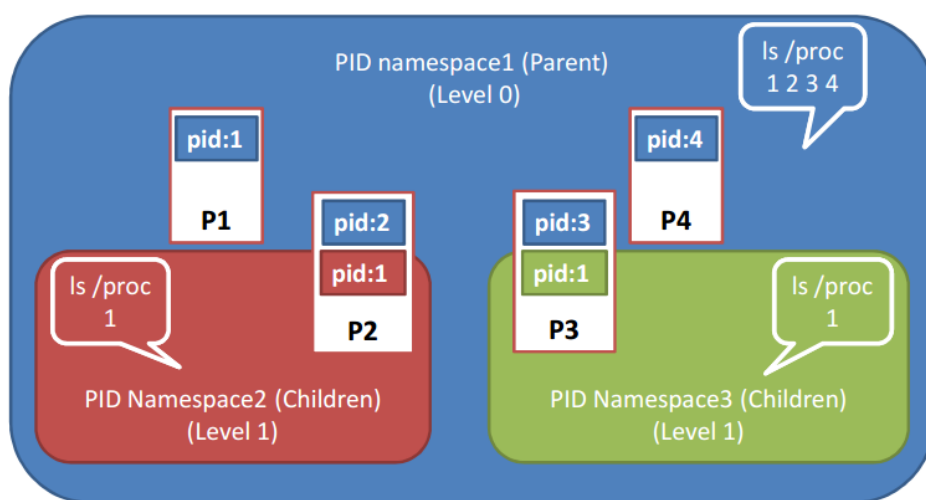 PID namespace1 (Parent)
(Level 0)
ls /proc
1 2 3 4
pid:1
P1
pid:2
pid:1
P2
pid:3
pid:1
P3
pid:4
P4
ls /proc
1
PID Namespace2 (Children)
(Level 1)
ls /proc
1
PID Namespace3 (Children)
(Level 1)